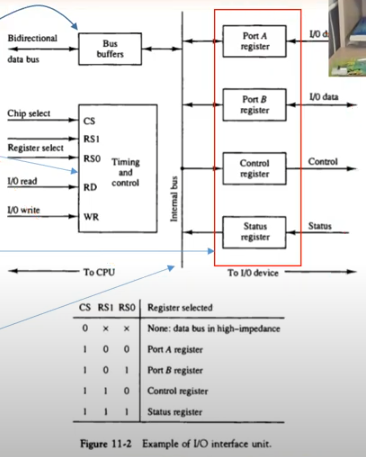 Bidirectional
data bus
Bus
buffers
Port A
register
Port B
register
I/O data
Chip select
CS
RS1
Register select
RS0
Timing
and
control
I/O read
RD
I/O write
WR
Internal bus
Control
register
Control
Status
register
Status
To CPU
To I/O device
CS RS1 RS0 Register selected
0 × × None: data bus in high-impedance
1 0 0 Port A register
1 0 1 Port B register
1 1 0 Control register
1 1 1 Status register
Figure 11-2 Example of I/O interface unit.